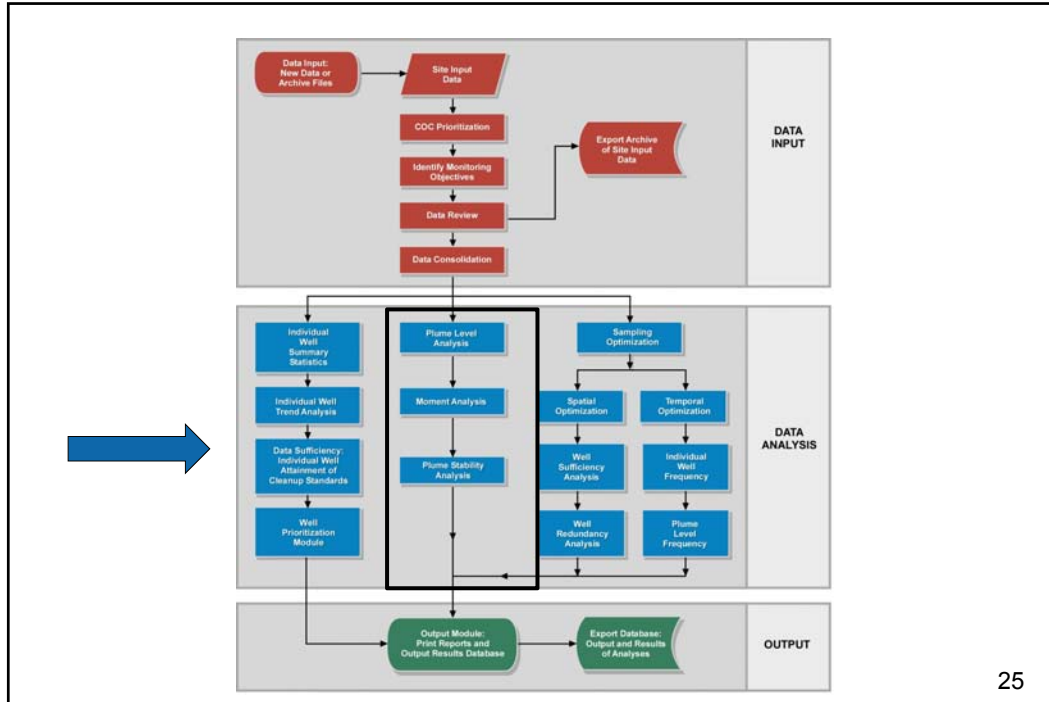 Data Input:
New Data or
Archive Files
Site Input
Data
COC Prioritization
Identify Monitoring
Objectives
Data Review
Data Consolidation
Export Archive
of Site Input
Data
DATA
INPUT
Individual
Well
Summary
Statistics
Individual Well
Trend Analysis
Data Sufficiency:
Individual Well
Attainment of
Cleanup Standards
Well
Prioritization
Module
Plume Level
Analysis
Moment Analysis
Plume Stability
Analysis
Sampling
Optimization
Spatial
Optimization
Well
Sufficiency
Analysis
Well
Redundancy
Analysis
Temporal
Optimization
Individual
Well
Frequency
Plume
Level
Frequency
DATA
ANALYSIS
Output Module:
Print Reports and
Output Results Database
Export Database:
Output and Results
of Analyses
OUTPUT
25